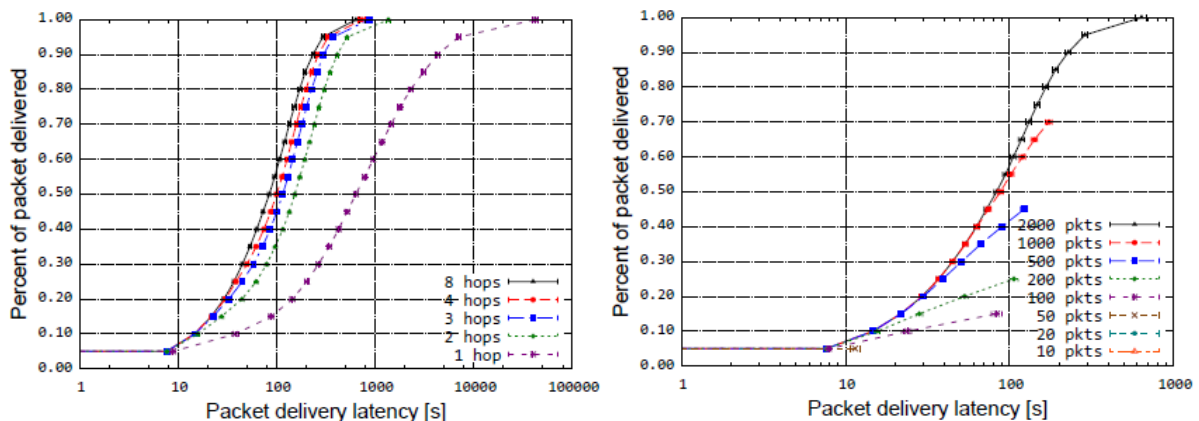 1.00
0.90
0.80
0.70
0.60
0.50
0.40
0.30
0.20
0.10
0.00
Percent of packet delivered
8 hops
4 hops
3 hops
2 hops
1 hop
1 10 100 1000 10000 100000
Packet delivery latency [s]
1.00
0.90
0.80
0.70
0.60
0.50
0.40
0.30
0.20
0.10
0.00
Percent of packet delivered
2000 pkts
1000 pkts
500 pkts
200 pkts
100 pkts
50 pkts
20 pkts
10 pkts
1 10 100 1000
Packet delivery latency [s]